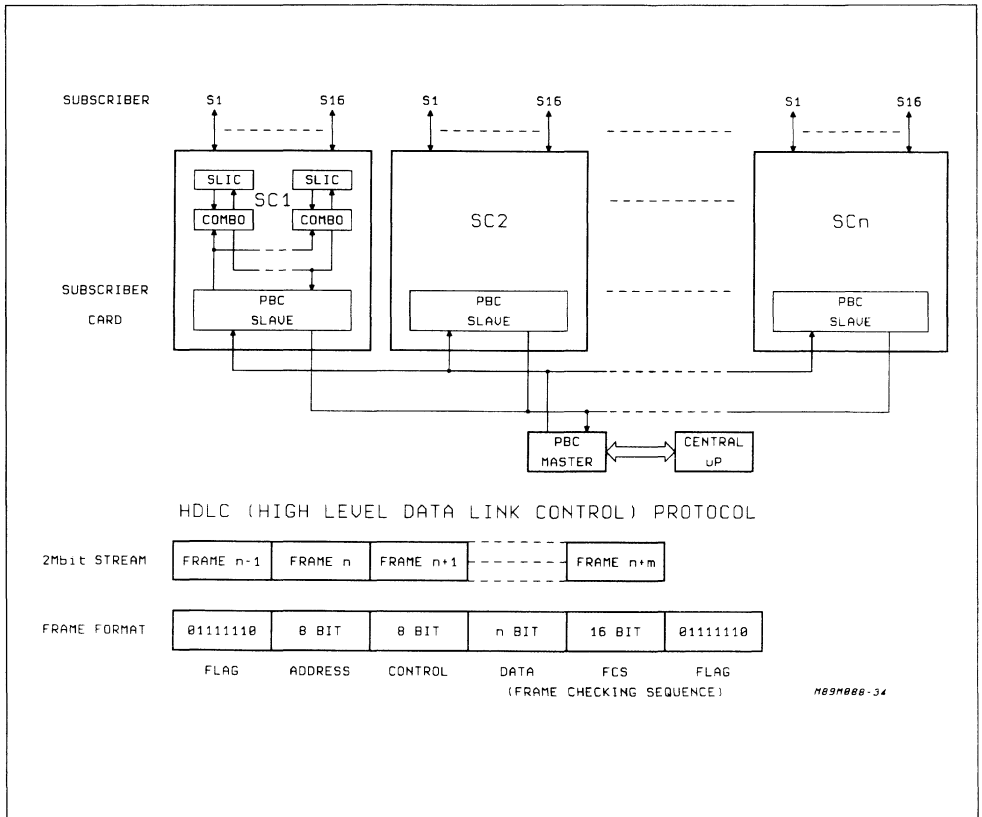 SUBSCRIBER S1 S16 S1 S16 S1 S16
SLIC SLIC
SC1
COMBO COMBO
SC2 SCn
SUBSCRIBER
CARD
PBC
SLAVE
PBC
SLAVE
PBC
SLAVE
PBC
MASTER
CENTRAL
uP
HDLC (HIGH LEVEL DATA LINK CONTROL) PROTOCOL
2Mbit STREAM FRAME n-1 FRAME n FRAME n+1 FRAME n+m
FRAME FORMAT 01111110 8 BIT 8 BIT n BIT 16 BIT 01111110
FLAG ADDRESS CONTROL DATA FCS FLAG
(FRAME CHECKING SEQUENCE)
M89M088-34